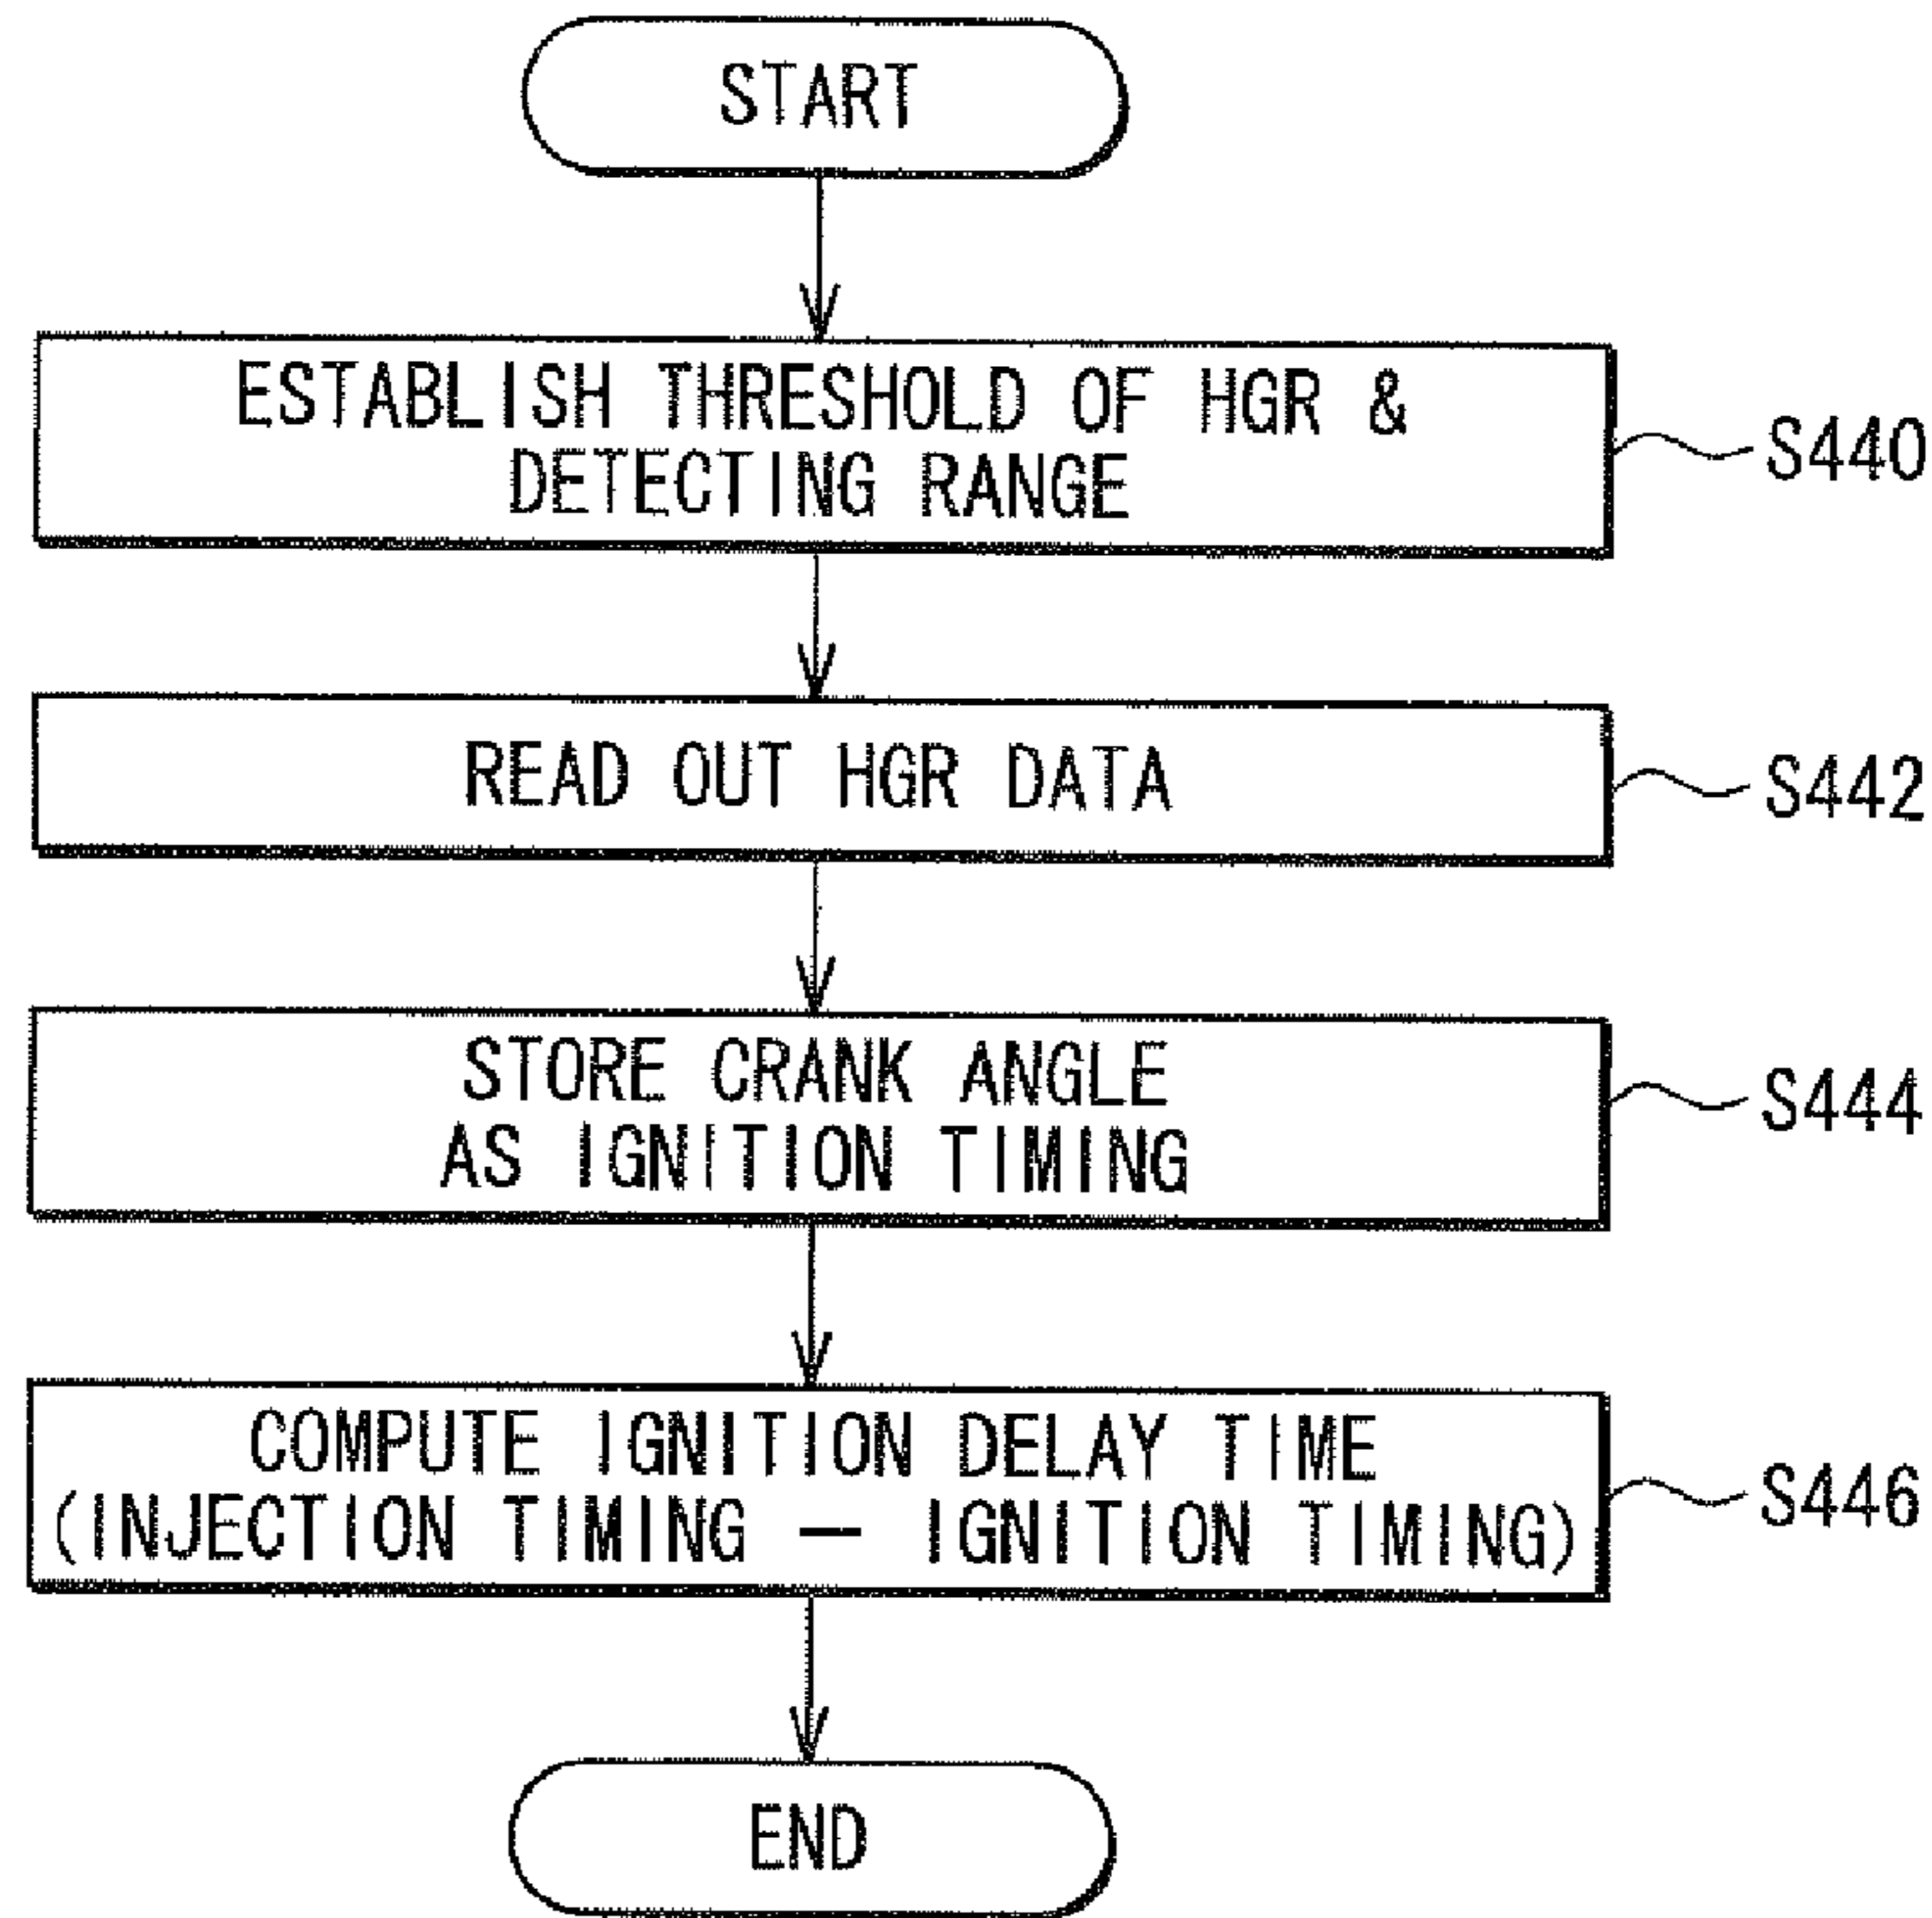 START
ESTABLISH THRESHOLD OF HGR &
DETECTING RANGE
S440
READ OUT HGR DATA
S442
STORE CRANK ANGLE
AS IGNITION TIMING
S444
COMPUTE IGNITION DELAY TIME
(INJECTION TIMING — IGNITION TIMING)
S446
END